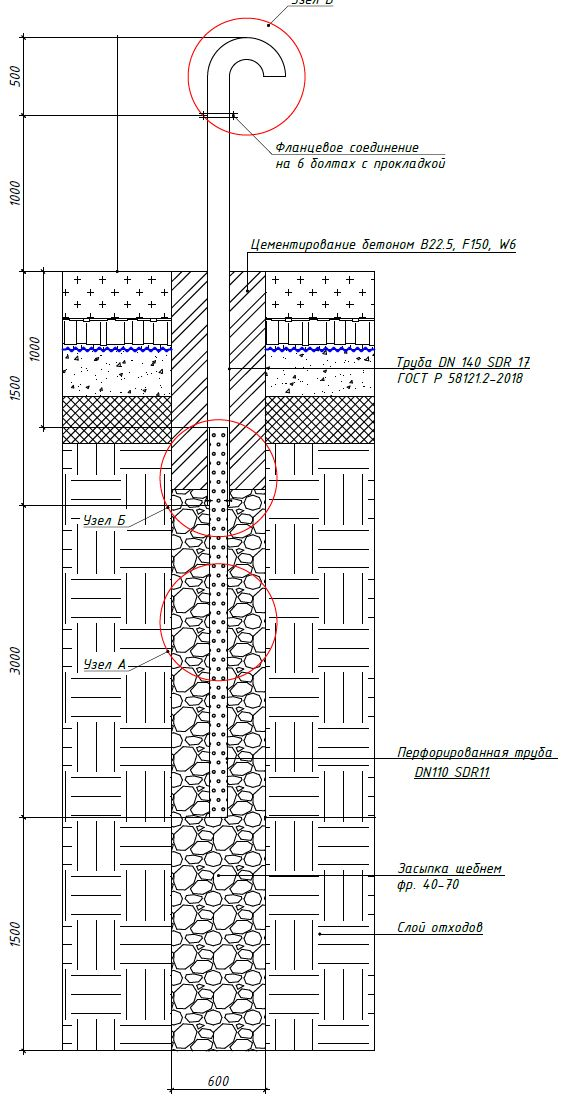 500
Фланцевое соединение
на 6 болтах с прокладкой
1000
Цементирование бетоном В22.5, F150, W6
1500
1000
Труба DN 140 SDR 17
ГОСТ Р 58121.2-2018
Узел Б
3000
Узел А
Перфорированная труба
DN110 SDR11
Засыпка щебнем
фр. 40-70
1500
Слой отходов
600